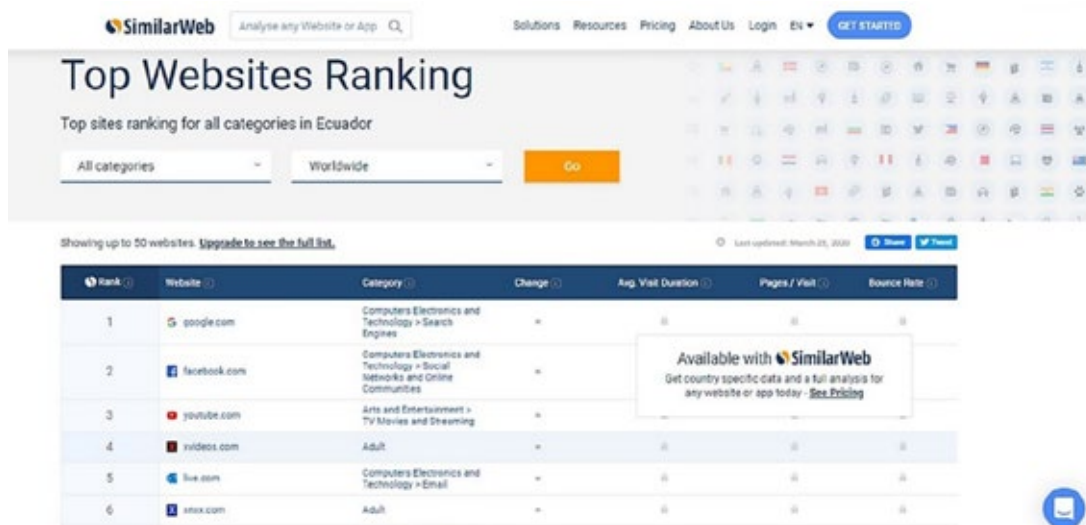 SimilarWeb
Analyse any Website or App
Solutions Resources Pricing About Us Login EN GET STARTED
Top Websites Ranking
Top sites ranking for all categories in Ecuador
All categories Worldwide Go
Showing up to 50 websites. Upgrade to see the full list.
Last updated: March 25, 2020 Share Tweet
Rank Website Category Change Avg. Visit Duration Pages / Visit Bounce Rate
1 google.com Computers Electronics and
Technology > Search
Engines
2 facebook.com Computers Electronics and
Technology > Social
Networks and Online
Communities
Available with SimilarWeb
Get country specific data and a full analysis for
any website or app today - See Pricing
3 youtube.com Arts and Entertainment >
TV Movies and Streaming
4 xvideos.com Adult
5 live.com Computers Electronics and
Technology > Email
6 xnxx.com Adult